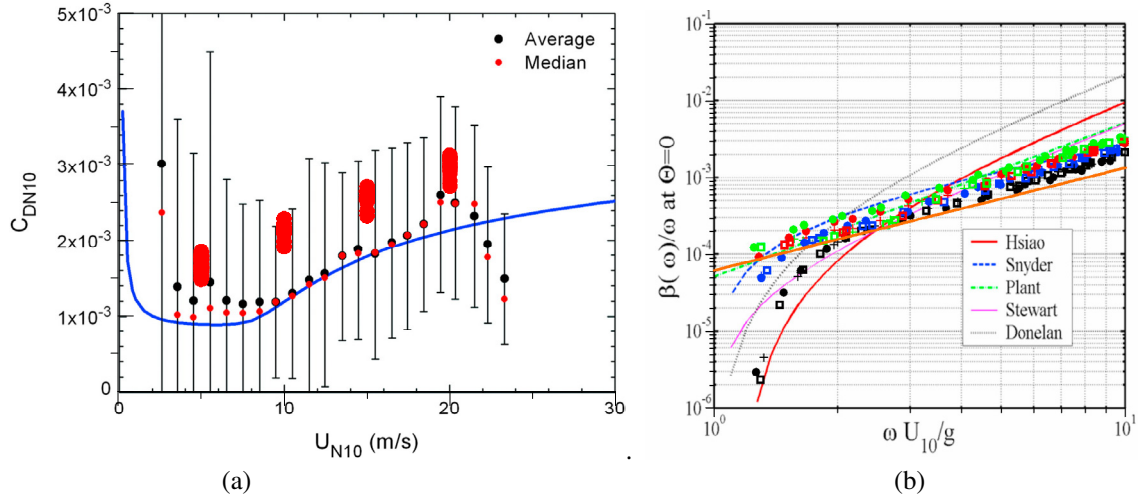 5x10-3
4x10-3
3x10-3
2x10-3
1x10-3
0
CDN10
0 10 20 30
UN10 (m/s)
Average
Median
(a)
.
10-1
10-2
10-3
10-4
10-5
10-6
β(ω)/ω at Θ=0
Hsiao
Snyder
Plant
Stewart
Donelan
100 101
ω U10/g
(b)